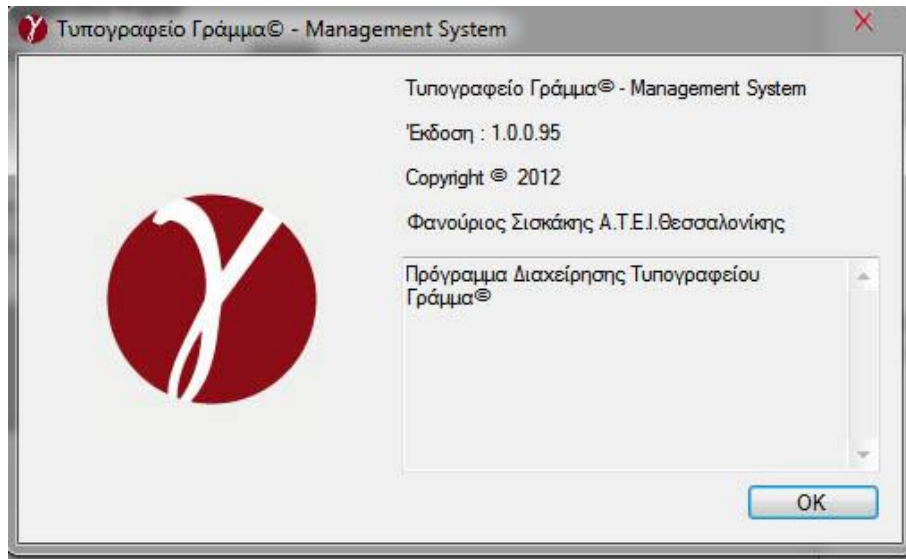 Τυπογραφείο Γράμμα© - Management System
Τυπογραφείο Γράμμα© - Management System
Έκδοση : 1.0.0.95
Copyright © 2012
Φανούριος Σισκάκης Α.Τ.Ε.Ι.Θεσσαλονίκης
Πρόγραμμα Διαχείρησης Τυπογραφείου
Γράμμα©
γ
OK